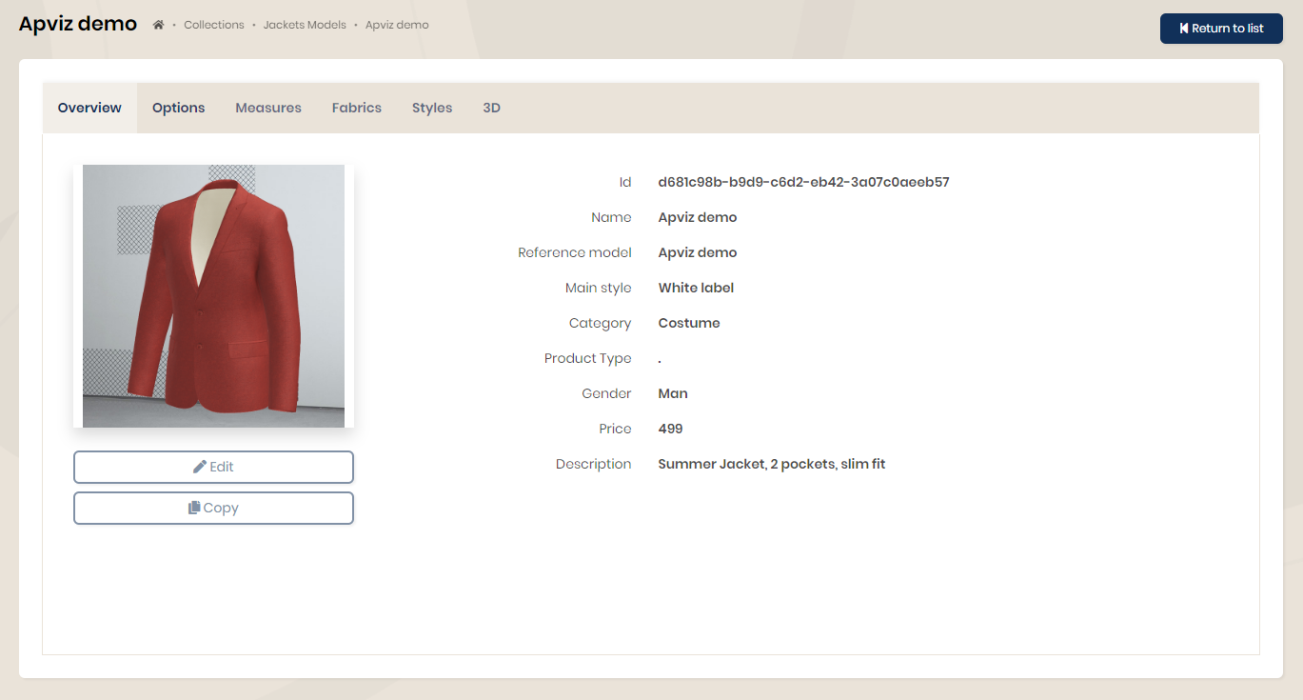 Apviz demo
• Collections • Jackets Models • Apviz demo
Return to list
Overview Options Measures Fabrics Styles 3D
Id d681c98b-b9d9-c6d2-eb42-3a07c0aeeb57
Name Apviz demo
Reference model Apviz demo
Main style White label
Category Costume
Product Type .
Gender Man
Price 499
Description Summer Jacket, 2 pockets, slim fit
Edit
Copy